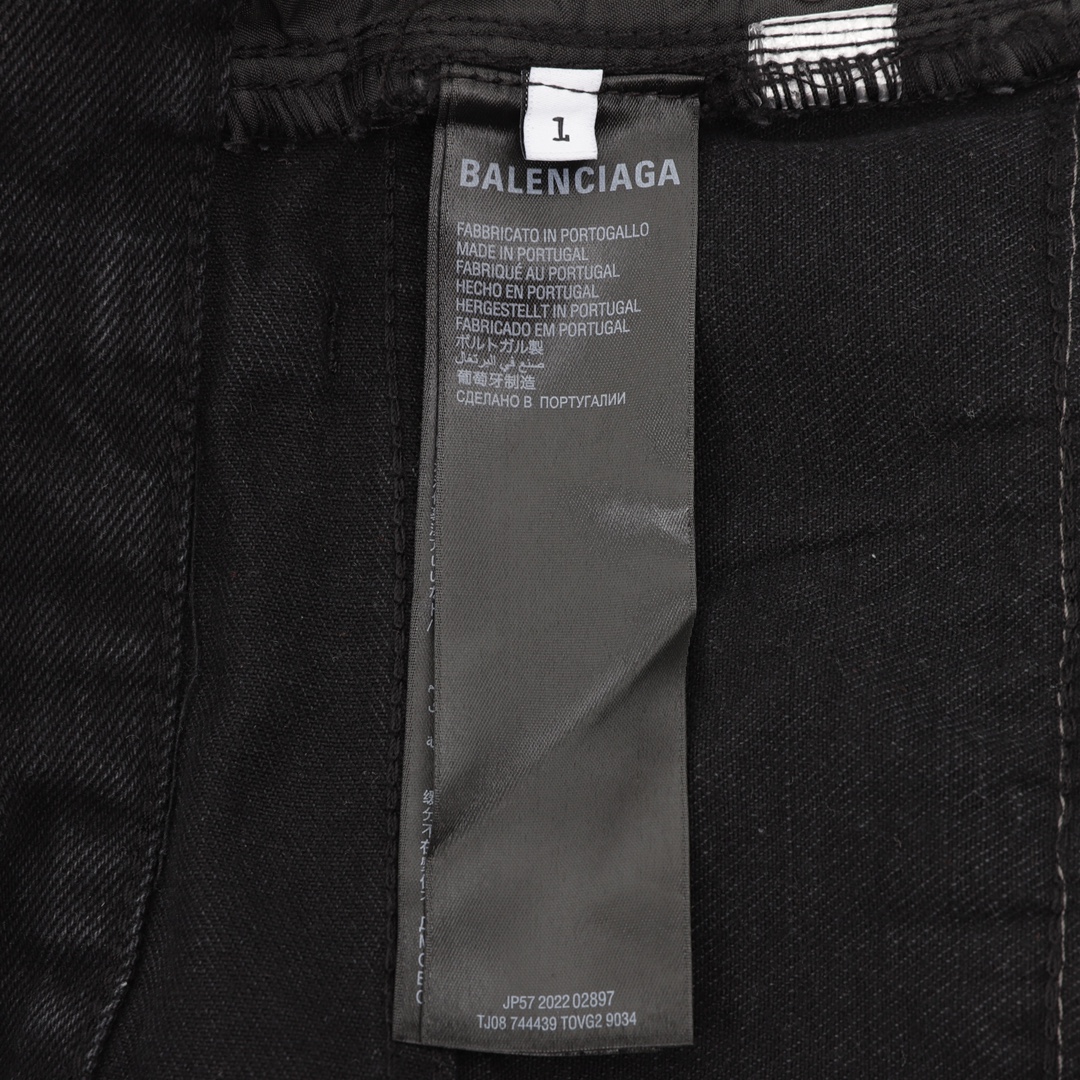 1
BALENCIAGA
FABBRICATO IN PORTOGALLO
MADE IN PORTUGAL
FABRIQUÉ AU PORTUGAL
HECHO EN PORTUGAL
HERGESTELLT IN PORTUGAL
FABRICADO EM PORTUGAL
ポルトガル製
صنع في البرتغال
葡萄牙制造
СДЕЛАНО В ПОРТУГАЛИИ
JP57 2022 02897
TJ08 744439 TOVG2 9034